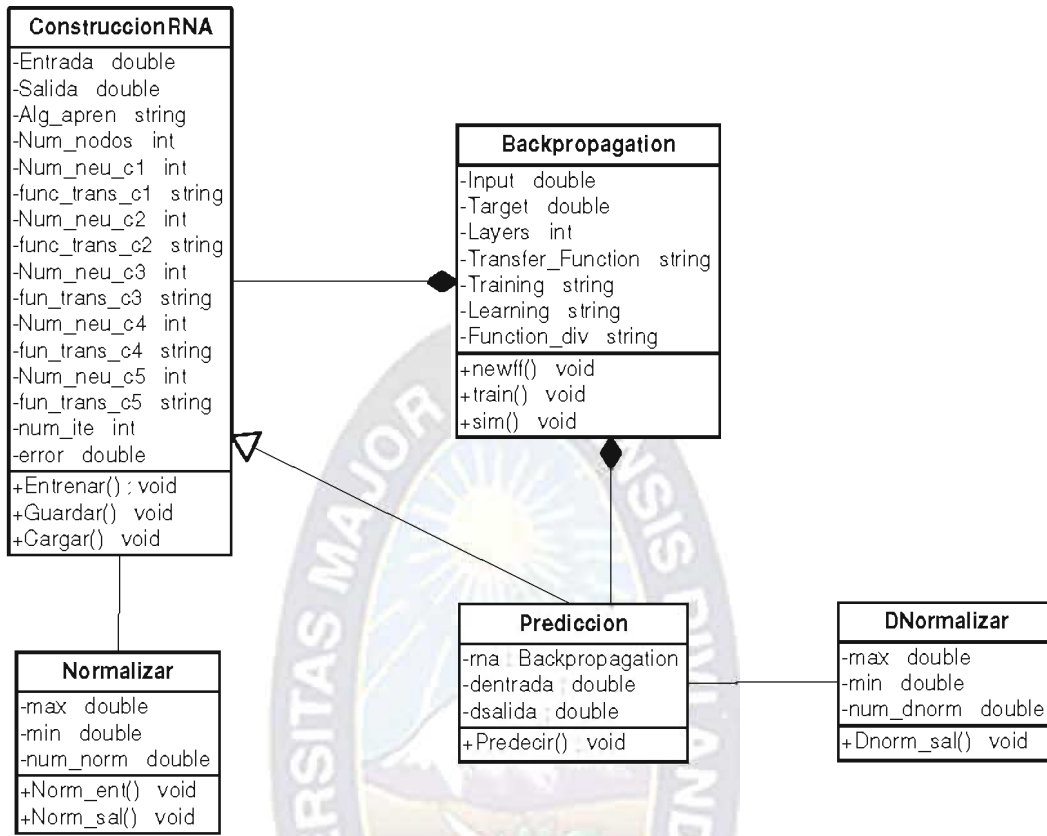 ConstruccionRNA
-Entrada double
-Salida double
-Alg_apren string
-Num_nodos int
-Num_neu_c1 int
-func_trans_c1 string
-Num_neu_c2 int
-func_trans_c2 string
-Num_neu_c3 int
-fun_trans_c3 string
-Num_neu_c4 int
-fun_trans_c4 string
-Num_neu_c5 int
-fun_trans_c5 string
-num_ite int
-error double
+Entrenar() : void
+Guardar() void
+Cargar() void
Backpropagation
-Input double
-Target double
-Layers int
-Transfer_Function string
-Training string
-Learning string
-Function_div string
+newff() void
+train() void
+sim() void
Normalizar
-max double
-min double
-num_norm double
+Norm_ent() void
+Norm_sal() void
Prediccion
-rna : Backpropagation
-dentrada : double
-dsalida : double
+Predecir() void
DNormalizar
-max double
-min double
-num_dnorm double
+Dnorm_sal() void